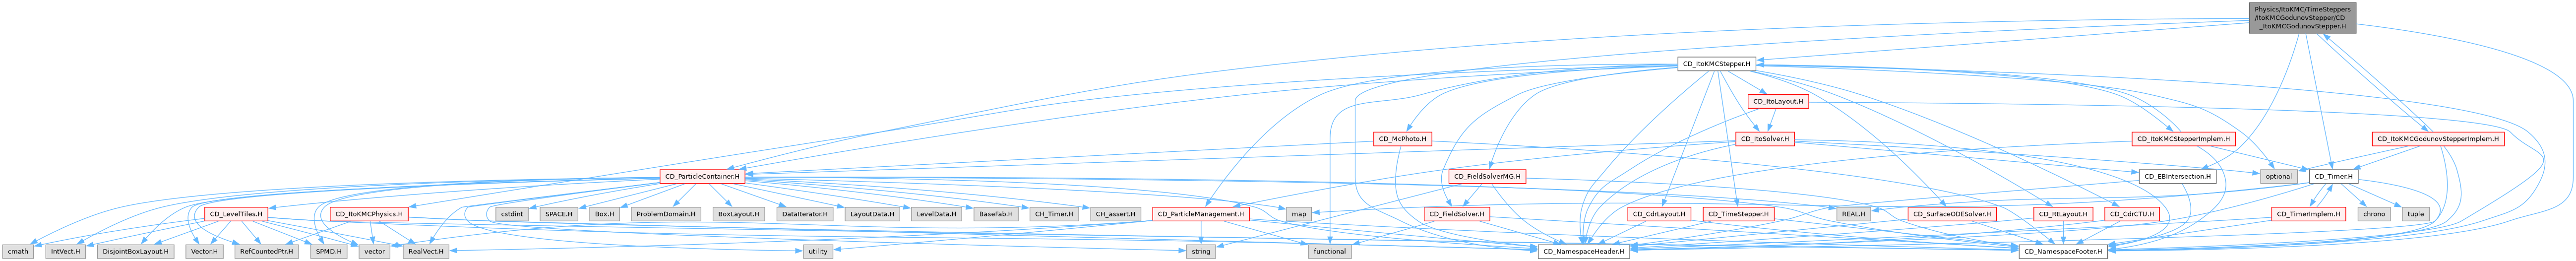 Physics/ItoKMC/TimeSteppers
/ItoKMCGodunovStepper/CD
_ItoKMCGodunovStepper.H
CD_ItoKMCStepper.H
CD_ItoLayout.H
CD_McPhoto.H
CD_ItoSolver.H
CD_ItoKMCStepperImplem.H
CD_ItoKMCGodunovStepperImplem.H
CD_ParticleContainer.H
CD_FieldSolverMG.H
optional
CD_EBIntersection.H
CD_Timer.H
CD_LevelTiles.H
CD_ItoKMCPhysics.H
cstdint
SPACE.H
Box.H
ProblemDomain.H
BoxLayout.H
DataIterator.H
LayoutData.H
LevelData.H
BaseFab.H
CH_Timer.H
CH_assert.H
CD_ParticleManagement.H
map
CD_FieldSolver.H
CD_CdrLayout.H
CD_TimeStepper.H
REAL.H
CD_SurfaceODESolver.H
CD_RtLayout.H
CD_CdrCTU.H
CD_TimerImplem.H
chrono
tuple
cmath
IntVect.H
DisjointBoxLayout.H
Vector.H
RefCountedPtr.H
SPMD.H
vector
RealVect.H
string
utility
functional
CD_NamespaceHeader.H
CD_NamespaceFooter.H